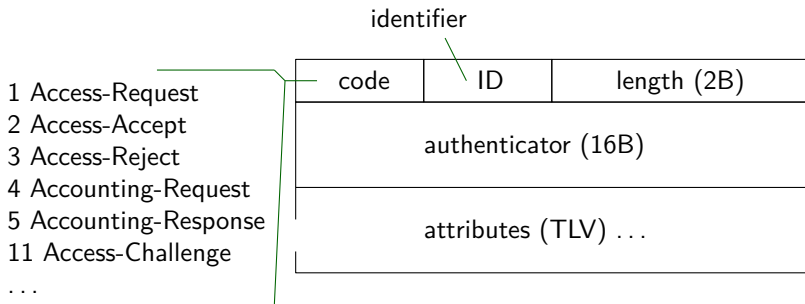 identifier
code ID length (2B)
authenticator (16B)
attributes (TLV) . . .
1 Access-Request
2 Access-Accept
3 Access-Reject
4 Accounting-Request
5 Accounting-Response
11 Access-Challenge
. . .